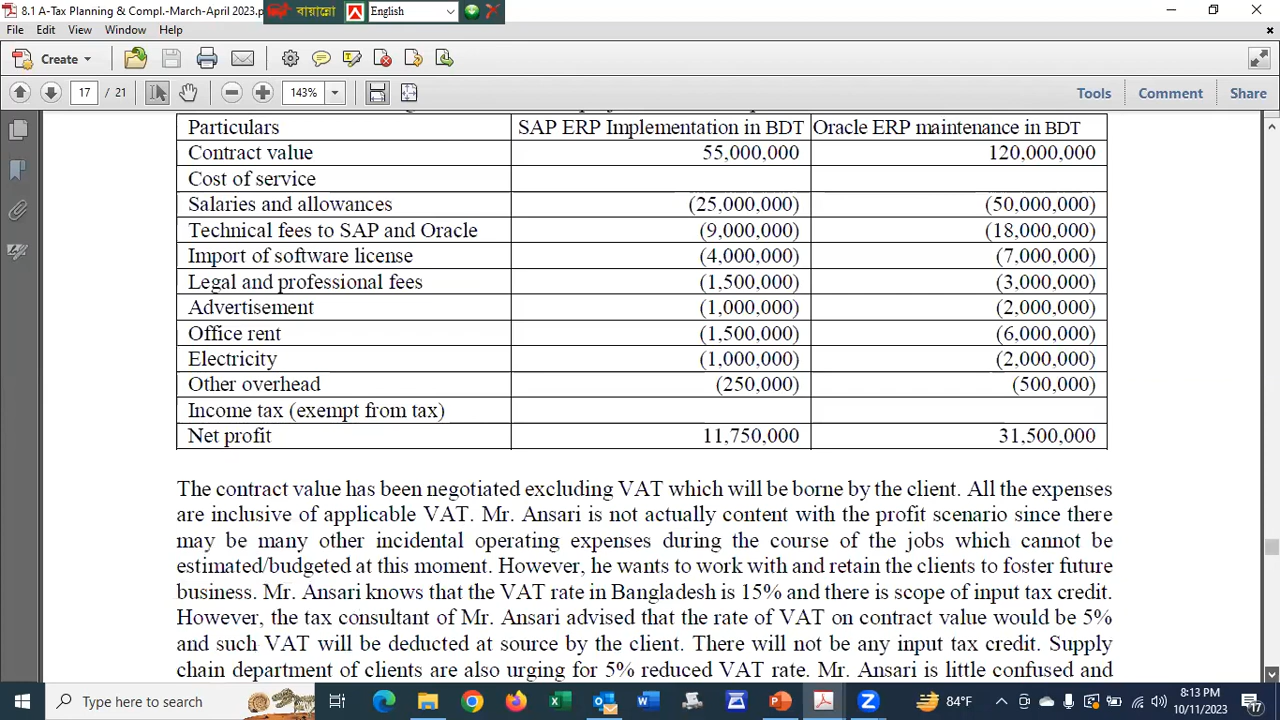 8.1 A-Tax Planning & Compl.-March-April 2023.p
বায়ান্নো
English
File Edit View Window Help
Create
17 / 21 143% Tools Comment Share
Particulars SAP ERP Implementation in BDT Oracle ERP maintenance in BDT
Contract value 55,000,000 120,000,000
Cost of service
Salaries and allowances (25,000,000) (50,000,000)
Technical fees to SAP and Oracle (9,000,000) (18,000,000)
Import of software license (4,000,000) (7,000,000)
Legal and professional fees (1,500,000) (3,000,000)
Advertisement (1,000,000) (2,000,000)
Office rent (1,500,000) (6,000,000)
Electricity (1,000,000) (2,000,000)
Other overhead (250,000) (500,000)
Income tax (exempt from tax)
Net profit 11,750,000 31,500,000
The contract value has been negotiated excluding VAT which will be borne by the client. All the expenses
are inclusive of applicable VAT. Mr. Ansari is not actually content with the profit scenario since there
may be many other incidental operating expenses during the course of the jobs which cannot be
estimated/budgeted at this moment. However, he wants to work with and retain the clients to foster future
business. Mr. Ansari knows that the VAT rate in Bangladesh is 15% and there is scope of input tax credit.
However, the tax consultant of Mr. Ansari advised that the rate of VAT on contract value would be 5%
and such VAT will be deducted at source by the client. There will not be any input tax credit. Supply
chain department of clients are also urging for 5% reduced VAT rate. Mr. Ansari is little confused and
Type here to search
84°F
8:13 PM
10/11/2023
17